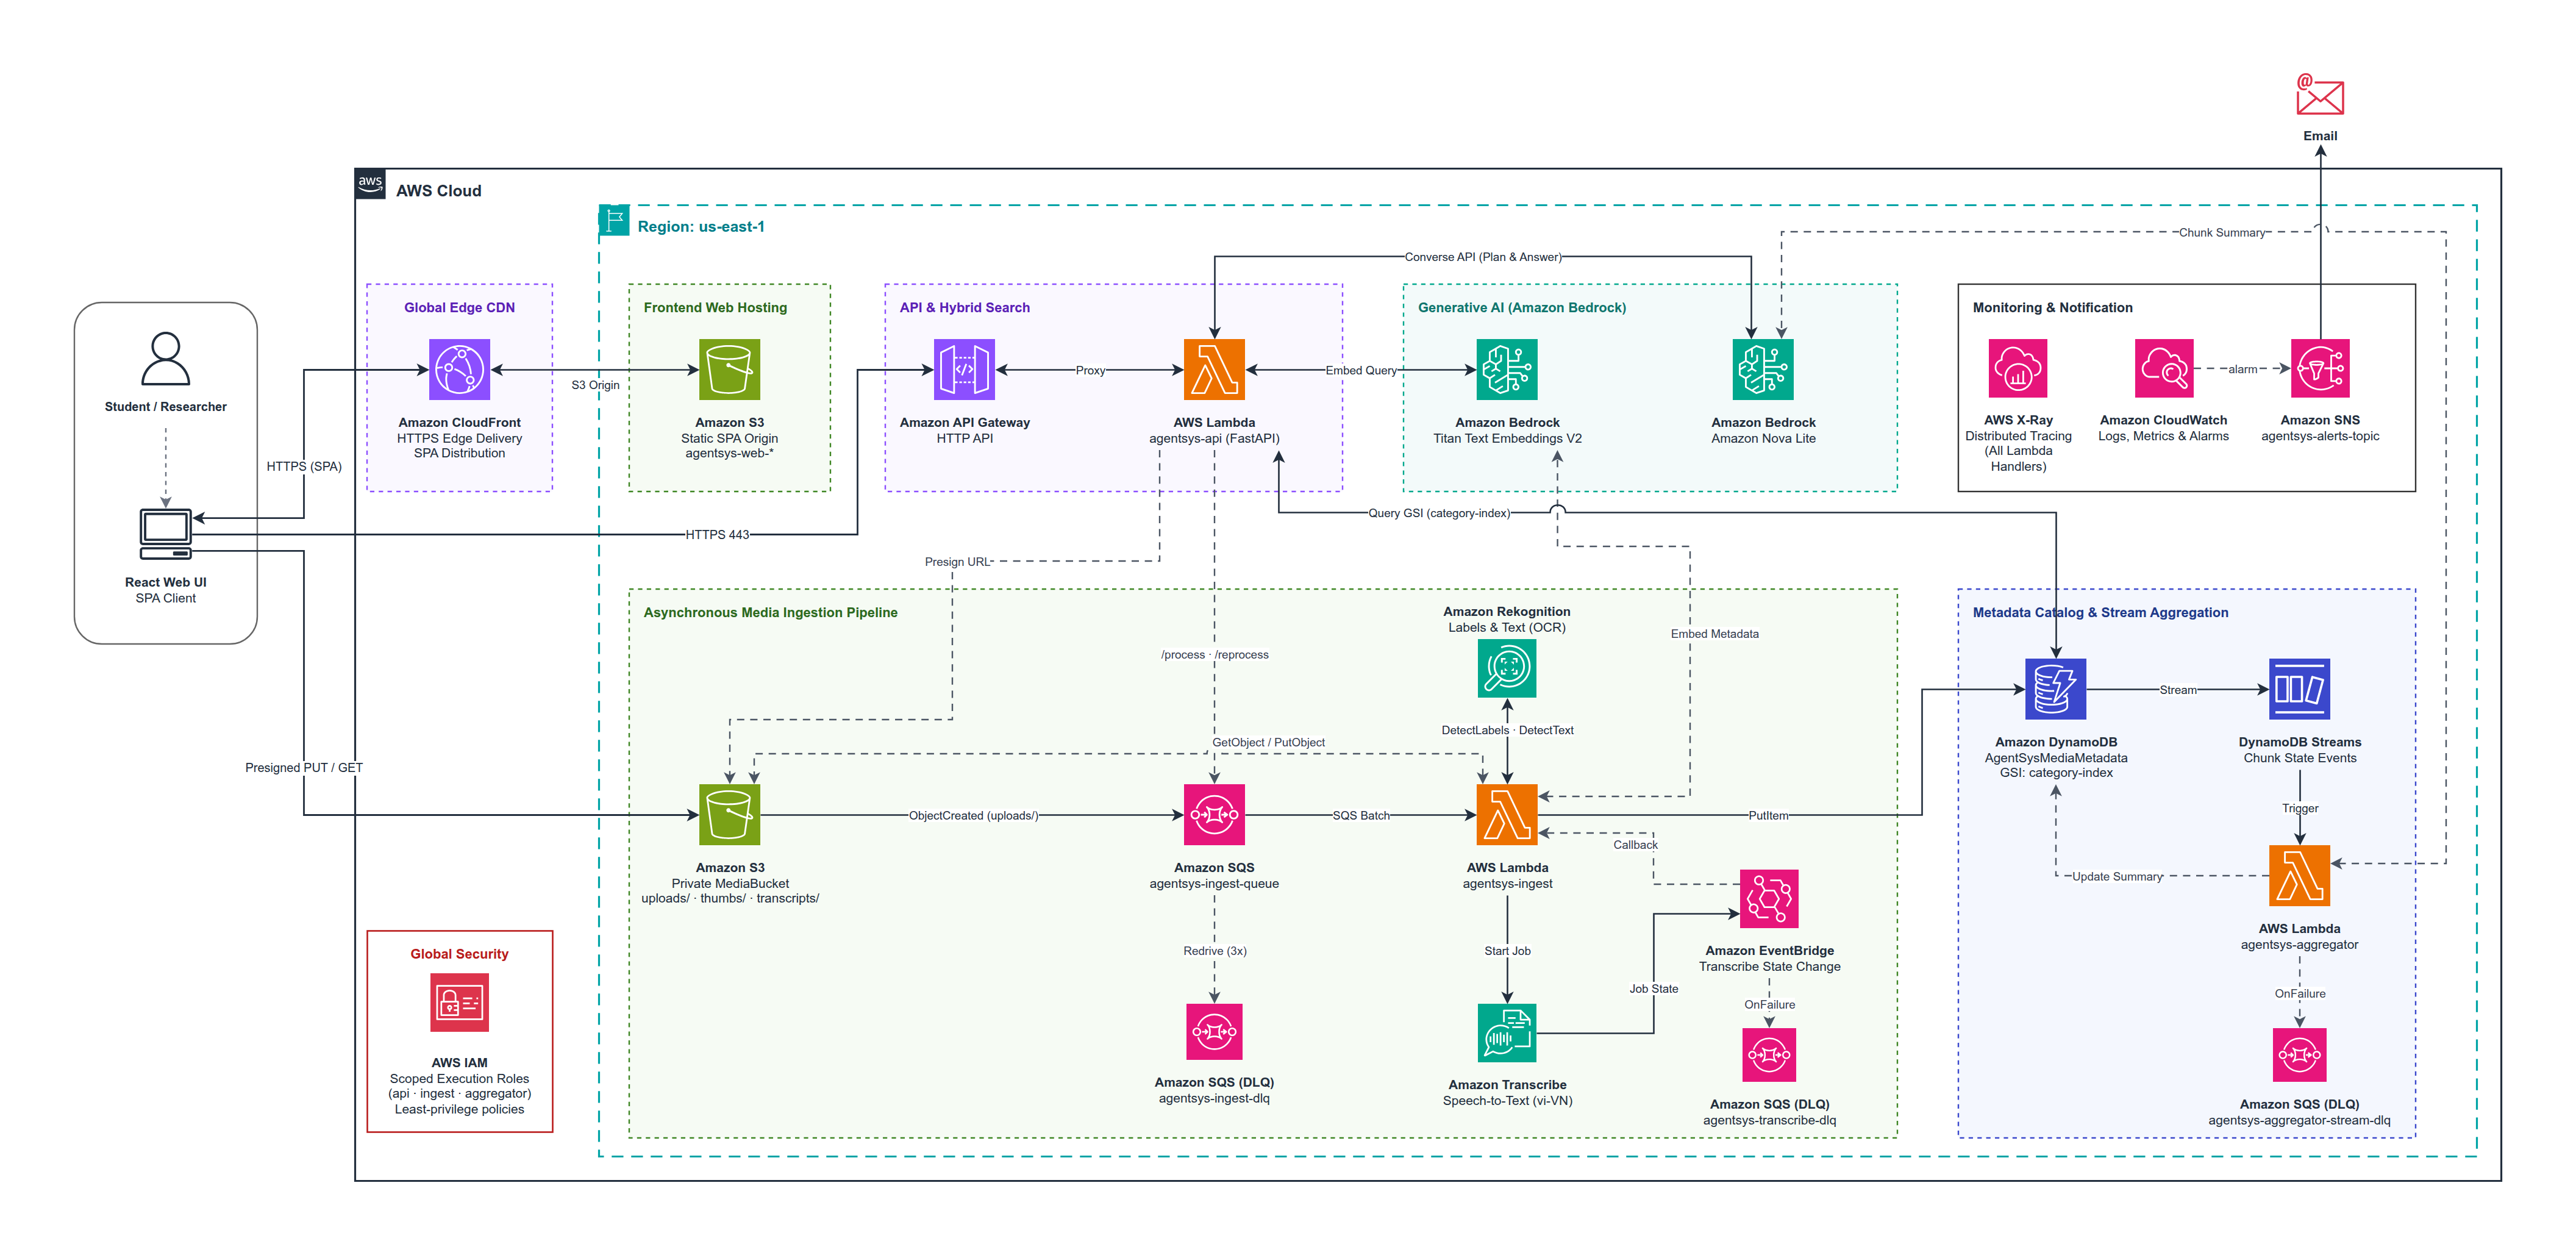 @
Email
aws
AWS Cloud
Region: us-east-1
Chunk Summary
Converse API (Plan & Answer)
Global Edge CDN
Frontend Web Hosting
API & Hybrid Search
Generative AI (Amazon Bedrock)
Monitoring & Notification
Student / Researcher
S3 Origin
Proxy
Embed Query
alarm
Amazon CloudFront
HTTPS Edge Delivery
SPA Distribution
Amazon S3
Static SPA Origin
agentsys-web-*
Amazon API Gateway
HTTP API
AWS Lambda
agentsys-api (FastAPI)
Amazon Bedrock
Titan Text Embeddings V2
Amazon Bedrock
Amazon Nova Lite
AWS X-Ray
Distributed Tracing
(All Lambda
Handlers)
Amazon CloudWatch
Logs, Metrics & Alarms
Amazon SNS
agentsys-alerts-topic
HTTPS (SPA)
Query GSI (category-index)
HTTPS 443
Presign URL
React Web UI
SPA Client
Asynchronous Media Ingestion Pipeline
Amazon Rekognition
Labels & Text (OCR)
Embed Metadata
Metadata Catalog & Stream Aggregation
/process · /reprocess
Stream
DetectLabels · DetectText
GetObject / PutObject
Amazon DynamoDB
AgentSysMediaMetadata
GSI: category-index
DynamoDB Streams
Chunk State Events
Presigned PUT / GET
Trigger
ObjectCreated (uploads/)
SQS Batch
PutItem
Callback
Amazon S3
Private MediaBucket
uploads/ · thumbs/ · transcripts/
Amazon SQS
agentsys-ingest-queue
AWS Lambda
agentsys-ingest
Update Summary
AWS Lambda
agentsys-aggregator
Global Security
Redrive (3x)
Start Job
Amazon EventBridge
Transcribe State Change
Job State
OnFailure
OnFailure
AWS IAM
Scoped Execution Roles
(api · ingest · aggregator)
Least-privilege policies
Amazon SQS (DLQ)
agentsys-ingest-dlq
Amazon Transcribe
Speech-to-Text (vi-VN)
Amazon SQS (DLQ)
agentsys-transcribe-dlq
Amazon SQS (DLQ)
agentsys-aggregator-stream-dlq